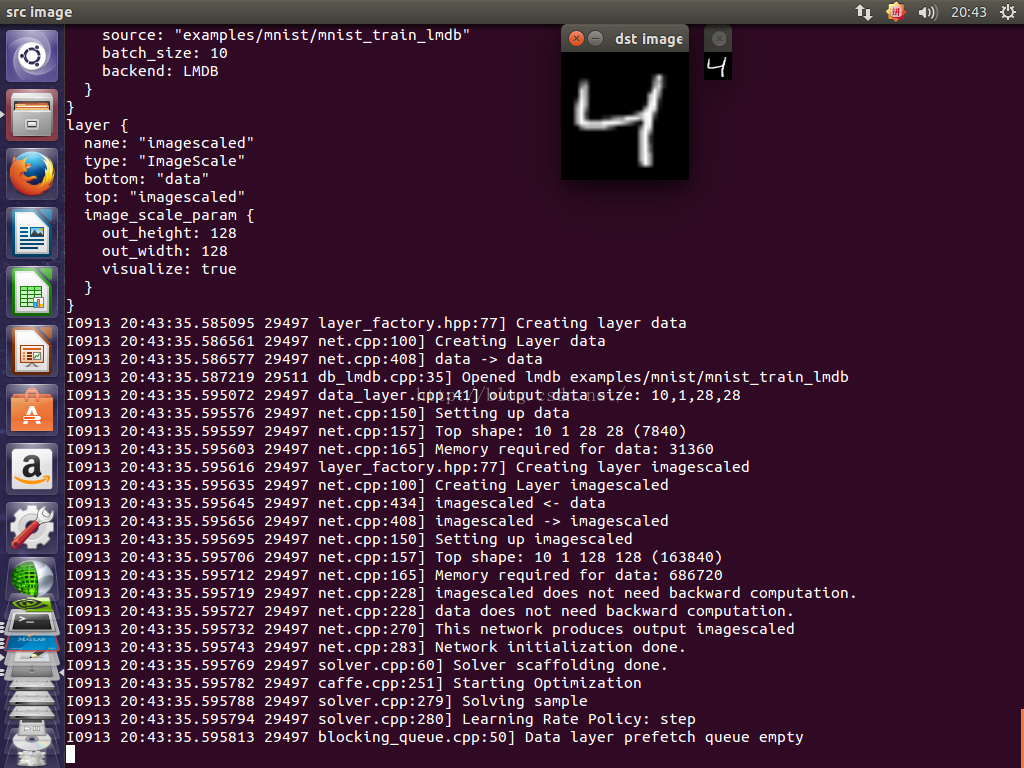 src image
拼
20:43
source: "examples/mnist/mnist_train_lmdb"
batch_size: 10
backend: LMDB
}
}
layer {
name: "imagescaled"
type: "ImageScale"
bottom: "data"
top: "imagescaled"
image_scale_param {
out_height: 128
out_width: 128
visualize: true
}
}
dst image
4
4
I0913 20:43:35.585095 29497 layer_factory.hpp:77] Creating layer data
I0913 20:43:35.586561 29497 net.cpp:100] Creating Layer data
I0913 20:43:35.586577 29497 net.cpp:408] data -> data
I0913 20:43:35.587219 29511 db_lmdb.cpp:35] Opened lmdb examples/mnist/mnist_train_lmdb
I0913 20:43:35.595072 29497 data_layer.cpp:41] output data size: 10,1,28,28
http://blog.csdn.net/
I0913 20:43:35.595576 29497 net.cpp:150] Setting up data
I0913 20:43:35.595597 29497 net.cpp:157] Top shape: 10 1 28 28 (7840)
I0913 20:43:35.595603 29497 net.cpp:165] Memory required for data: 31360
I0913 20:43:35.595616 29497 layer_factory.hpp:77] Creating layer imagescaled
I0913 20:43:35.595635 29497 net.cpp:100] Creating Layer imagescaled
I0913 20:43:35.595645 29497 net.cpp:434] imagescaled <- data
I0913 20:43:35.595656 29497 net.cpp:408] imagescaled -> imagescaled
I0913 20:43:35.595695 29497 net.cpp:150] Setting up imagescaled
I0913 20:43:35.595706 29497 net.cpp:157] Top shape: 10 1 128 128 (163840)
I0913 20:43:35.595712 29497 net.cpp:165] Memory required for data: 686720
I0913 20:43:35.595719 29497 net.cpp:228] imagescaled does not need backward computation.
I0913 20:43:35.595727 29497 net.cpp:228] data does not need backward computation.
I0913 20:43:35.595732 29497 net.cpp:270] This network produces output imagescaled
I0913 20:43:35.595743 29497 net.cpp:283] Network initialization done.
I0913 20:43:35.595769 29497 solver.cpp:60] Solver scaffolding done.
I0913 20:43:35.595782 29497 caffe.cpp:251] Starting Optimization
I0913 20:43:35.595788 29497 solver.cpp:279] Solving sample
I0913 20:43:35.595794 29497 solver.cpp:280] Learning Rate Policy: step
I0913 20:43:35.595813 29497 blocking_queue.cpp:50] Data layer prefetch queue empty